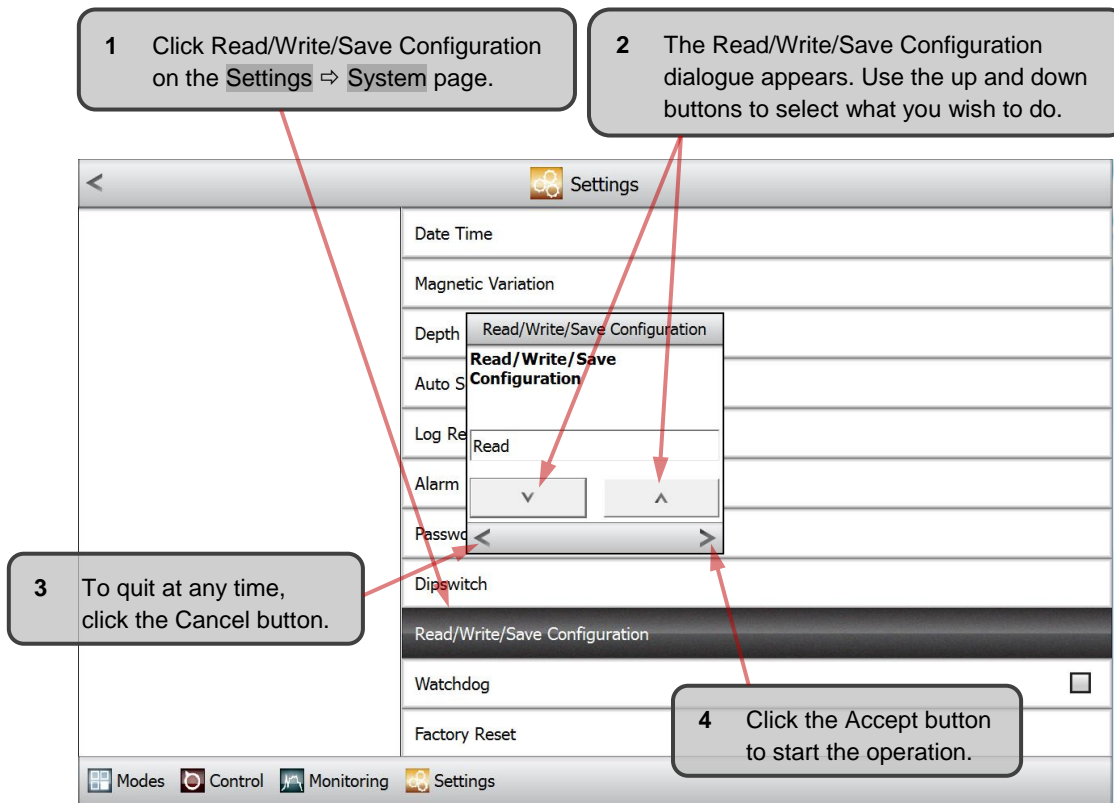 1 Click Read/Write/Save Configuration
on the Settings ⇨ System page.
2 The Read/Write/Save Configuration
dialogue appears. Use the up and down
buttons to select what you wish to do.
< Settings
Date Time
Magnetic Variation
Depth
Read/Write/Save Configuration
Read/Write/Save
Configuration
Auto S
Log Re
Read
Alarm
v ʌ
Passwo
< >
3 To quit at any time,
click the Cancel button.
Dipswitch
Read/Write/Save Configuration
Watchdog
4 Click the Accept button
to start the operation.
Factory Reset
Modes Control Monitoring Settings